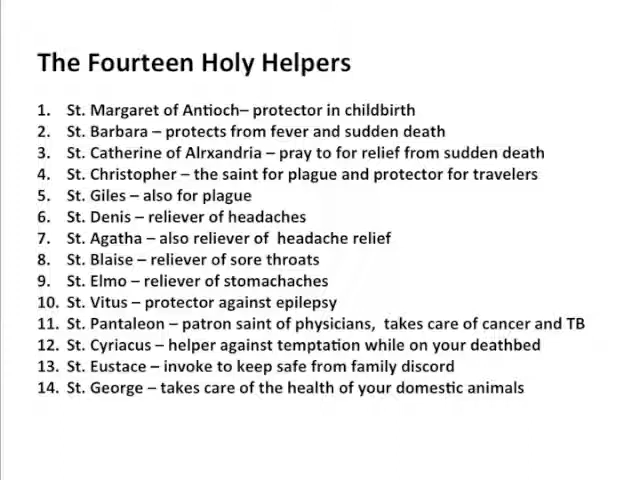 The Fourteen Holy Helpers
1. St. Margaret of Antioch– protector in childbirth
2. St. Barbara – protects from fever and sudden death
3. St. Catherine of Alrxandria – pray to for relief from sudden death
4. St. Christopher – the saint for plague and protector for travelers
5. St. Giles – also for plague
6. St. Denis – reliever of headaches
7. St. Agatha – also reliever of  headache relief
8. St. Blaise – reliever of sore throats
9. St. Elmo – reliever of stomachaches
10. St. Vitus – protector against epilepsy
11. St. Pantaleon – patron saint of physicians,  takes care of cancer and TB
12. St. Cyriacus – helper against temptation while on your deathbed
13. St. Eustace – invoke to keep safe from family discord
14. St. George – takes care of the health of your domestic animals